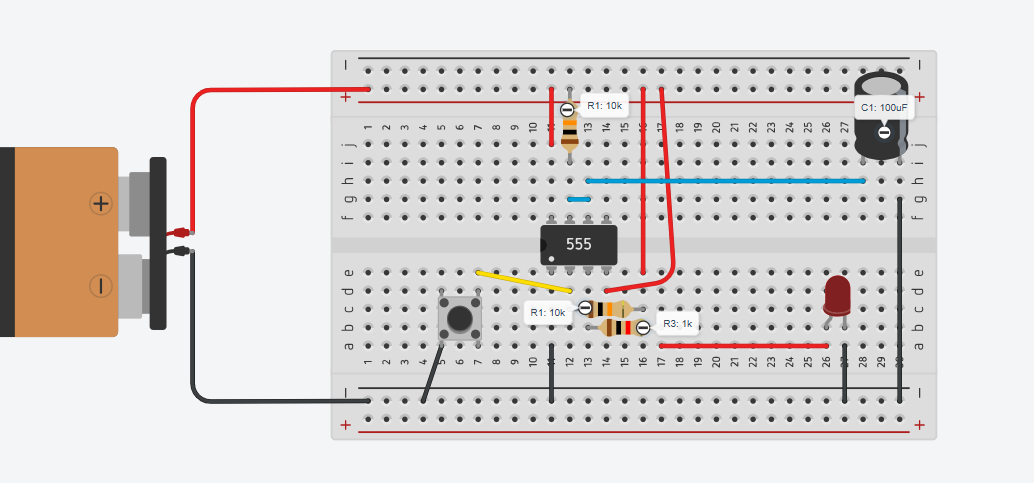 − −
+ +
C1: 100uF
R1: 10k
1 2 3 4 5 6 7 8 9 10 11 12 13 14 15 16 17 18 19 20 21 22 23 24 25 26 27
j j
i i
h h
g g
f f
+
555
−
e e
d d
R1: 10k
c c
R3: 1k
b b
a a
1 2 3 4 5 6 7 8 9 10 11 12 13 14 15 16 17 18 19 20 21 22 23 24 25 26 27 28 29 30
− −
+ +